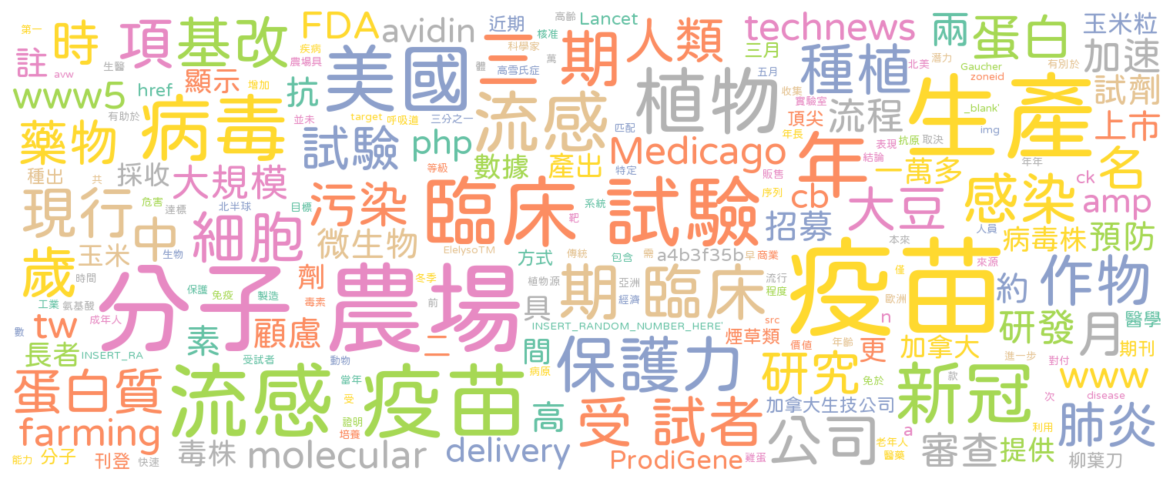 第一
項 基改
FDA
avidin
近期
高齡
核准
Lancet
technews
兩 蛋白
玉米粒
時
註
avw
生醫
疾病
農場具
科學家
高雪氏症
體
萬
美國
三 期
人類
三月
五月
種植
北美
潛力
Gaucher
zoneid
有別於
加速
www5
href
顯示
增加
抗
植物
_blank'
試劑
病毒
有助於
並未
target
呼吸道
三分之一
流感
匹配
收集
實驗室
年長
頂尖
流程
img
生產
上市
藥物
試驗
php
數據
產出
特定
Medicago
年
表現
抗原
取決
結論
販售
一萬多
年年
名
種出
採收
大規模
等級
臨床 試驗
序列
系統
靶
cb
大豆
感染
ck
amp
現行
共
危害
達標
北半球
目標
污染
招募
人員
病毒株
預防
中
細胞
微生物
玉米
生物
方式
包含
傳統
ElelysoTM
a4b3f35b
早
商業
樂
本來
來源
歲
時間
保護
免疫
製造
劑
毒素
冬季
植物源
亞洲
流行
程度
僅
歐洲
疫苗
約
作物
工業
氨基酸
分子 農場
前
具
經濟
期 臨床
數
tw
成年人
素
顧慮
二
INSERT_RANDOM_NUMBER_HERE'
src
煙草類
價值
n
年齡
加拿大
研發
月
醫學
期刊
長者
INSERT_RA
受試者
動物
間
病原
保護力
研究
更
免於
進一步
對付
www
蛋白質
流感 疫苗
當年
受
證明
培養
高
受 試者
加拿大生技公司
款
新冠
次
disease
利用
肺炎
farming
能力
分子
刊登
快速
毒株
molecular
delivery
ProdiGene
雞蛋
公司
老年人
醫藥
a
審查
提供
柳葉刀